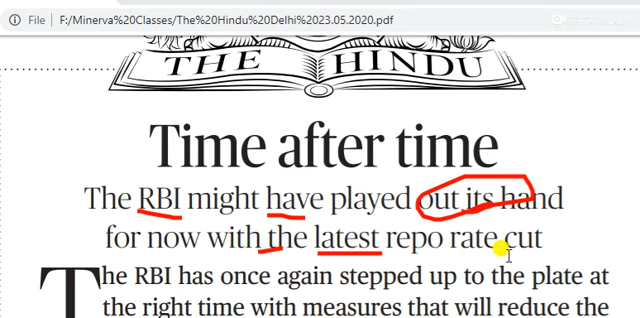 File F:/Minerva%20Classes/The%20Hindu%20Delhi%2023.05.2020.pdf
THE HINDU
Time after time
The RBI might have played out its hand
for now with the latest repo rate cut
The RBI has once again stepped up to the plate at
the right time with measures that will reduce the